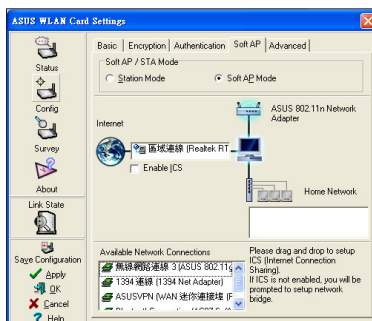 ASUS WLAN Card Settings
Status
Config
Survey
About
Link State
Save Configuration
Apply
OK
Cancel
Help
Basic
Encryption
Authentication
Soft AP
Advanced
Soft AP / STA Mode
Station Mode
Soft AP Mode
ASUS 802.11n Network
Adapter
Internet
區域連線 (Realtek RT
Enable ICS
Home Network
Available Network Connections
無線網路連線 3 (ASUS 802.11g
1394 連線 (1394 Net Adapter)
ASUSVPN (WAN 迷你連接埠 (F
Please drag and drop to setup
ICS (Internet Connection
Sharing).
If ICS is not enabled, you will be
prompted to setup network
bridge.